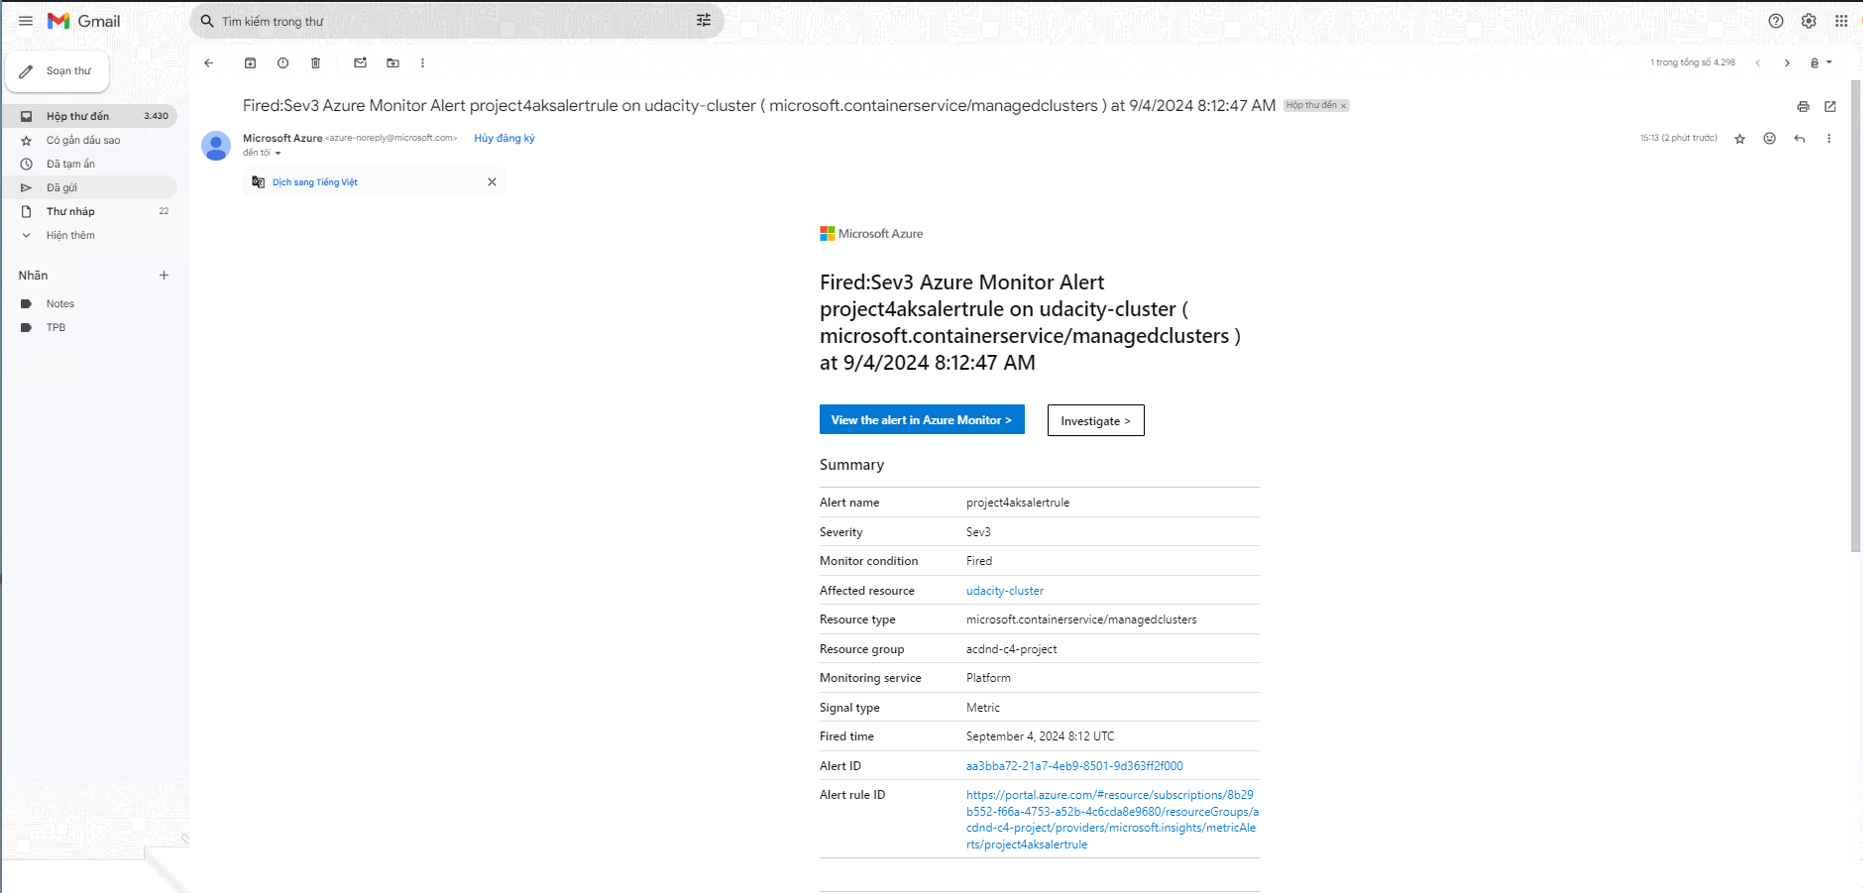 Gmail
Tìm kiếm trong thư
Soạn thư
Hộp thư đến 3.430
Có gắn dấu sao
Đã tạm ẩn
Đã gửi
Thư nháp 22
Hiện thêm
Nhãn
Notes
TPB
1 trong tổng số 4.298
Fired:Sev3 Azure Monitor Alert project4aksalertrule on udacity-cluster ( microsoft.containerservice/managedclusters ) at 9/4/2024 8:12:47 AM Hộp thư đến x
Microsoft Azure <azure-noreply@microsoft.com> Hủy đăng ký
15:13 (2 phút trước)
đến tôi
Dịch sang Tiếng Việt
Microsoft Azure
Fired:Sev3 Azure Monitor Alert
project4aksalertrule on udacity-cluster (
microsoft.containerservice/managedclusters )
at 9/4/2024 8:12:47 AM
View the alert in Azure Monitor > Investigate >
Summary
Alert name project4aksalertrule
Severity Sev3
Monitor condition Fired
Affected resource udacity-cluster
Resource type microsoft.containerservice/managedclusters
Resource group acdnd-c4-project
Monitoring service Platform
Signal type Metric
Fired time September 4, 2024 8:12 UTC
Alert ID aa3bba72-21a7-4eb9-8501-9d363ff2f000
Alert rule ID https://portal.azure.com/#resource/subscriptions/8b29
b552-f66a-4753-a52b-4c6cda8e9680/resourceGroups/a
cdnd-c4-project/providers/microsoft.insights/metricAle
rts/project4aksalertrule